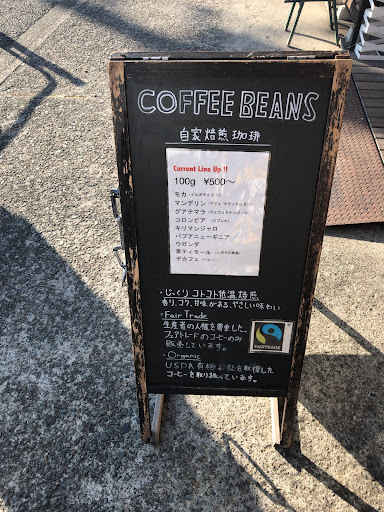 COFFEE BEANS
自家焙煎 珈琲
Current Line Up !!
100g ¥500〜
モカ
マンデリン
グアテマラ
コロンビア
キリマンジャロ
パプアニューギニア
ウガンダ
東ティモール
デカフェ
・じっくり コトコト 低温焙煎
香り、コク、甘味がある、やさしい味わい
・Fair Trade
生産者の人権を尊重した、
フェアトレードのコーヒーのみ
販売しています。
FAIRTRADE
・Organic
USDA有機認証を取得した
コーヒーを取り扱っています。